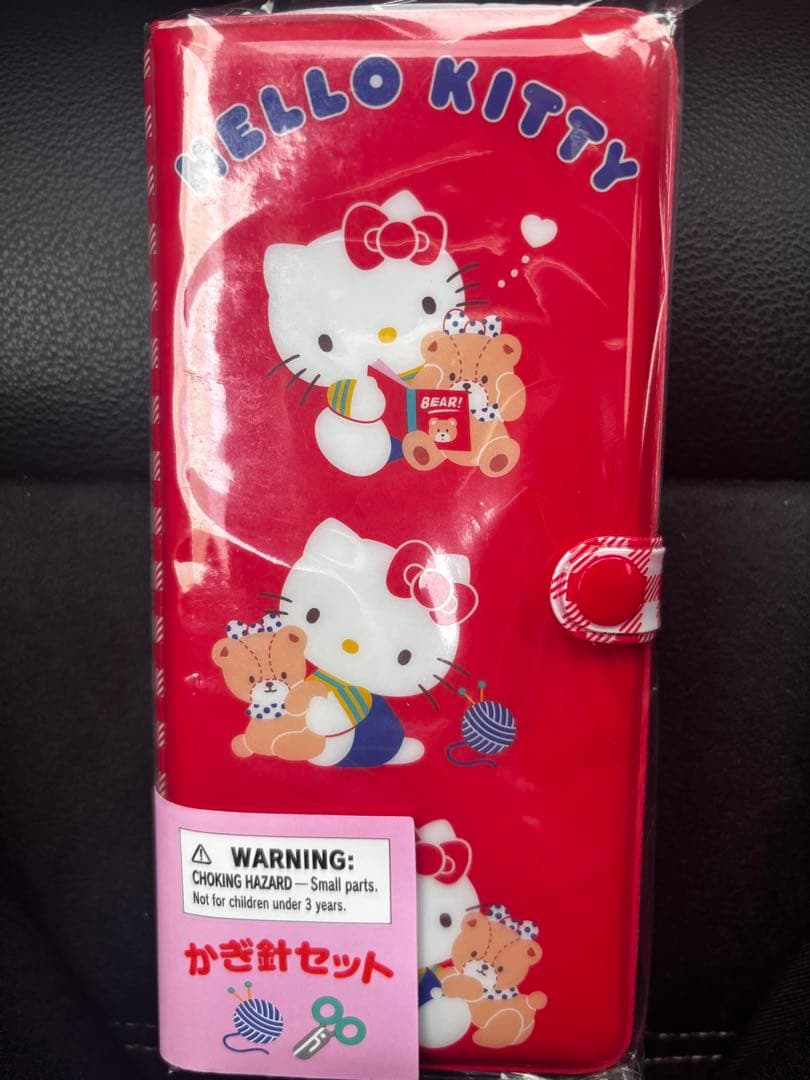 HELLO KITTY
BEAR!
⚠ WARNING:
CHOKING HAZARD — Small parts.
Not for children under 3 years.
かぎ針セット